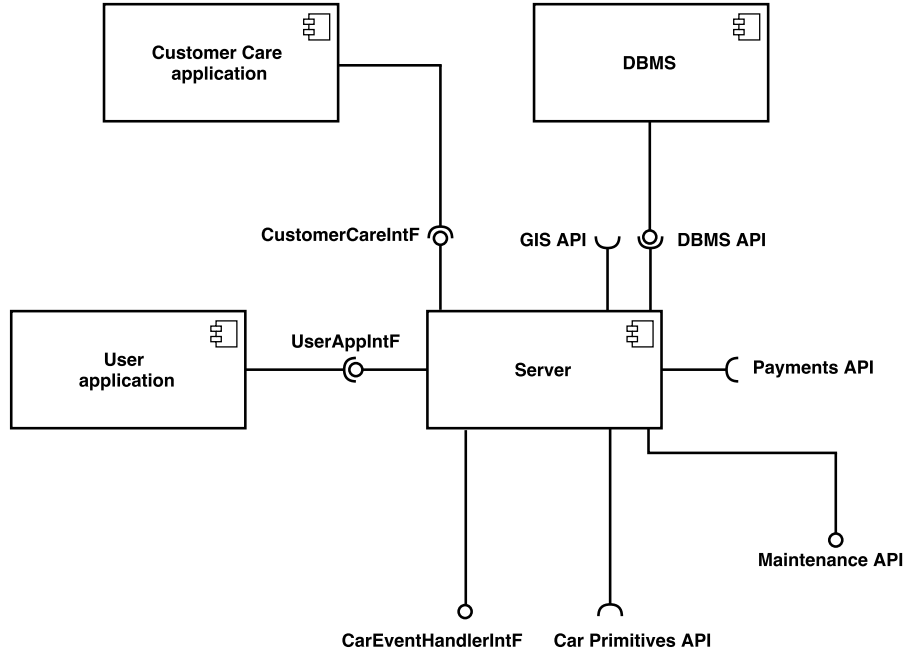 Customer Care
application
DBMS
CustomerCareIntF
GIS API
DBMS API
User
application
UserAppIntF
Server
Payments API
Maintenance API
CarEventHandlerIntF
Car Primitives API